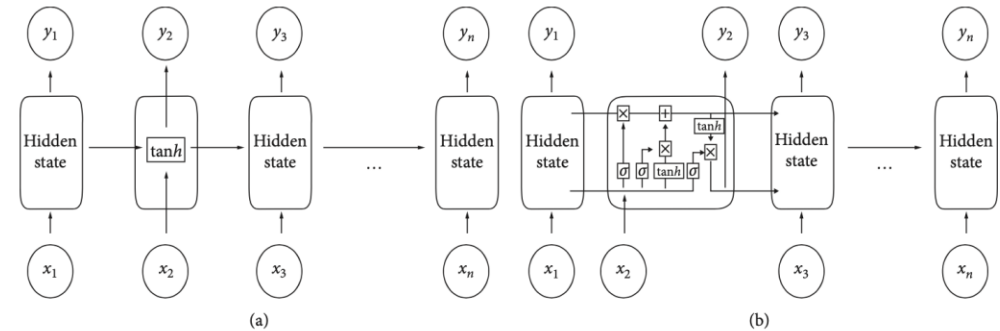 y₁ y₂ y₃ yₙ y₁ y₂ y₃ yₙ
Hidden state tanh Hidden state ... Hidden state Hidden state × + tanh × × σ σ tanh σ Hidden state ... Hidden state
x₁ x₂ x₃ xₙ x₁ x₂ x₃ xₙ
(a) (b)